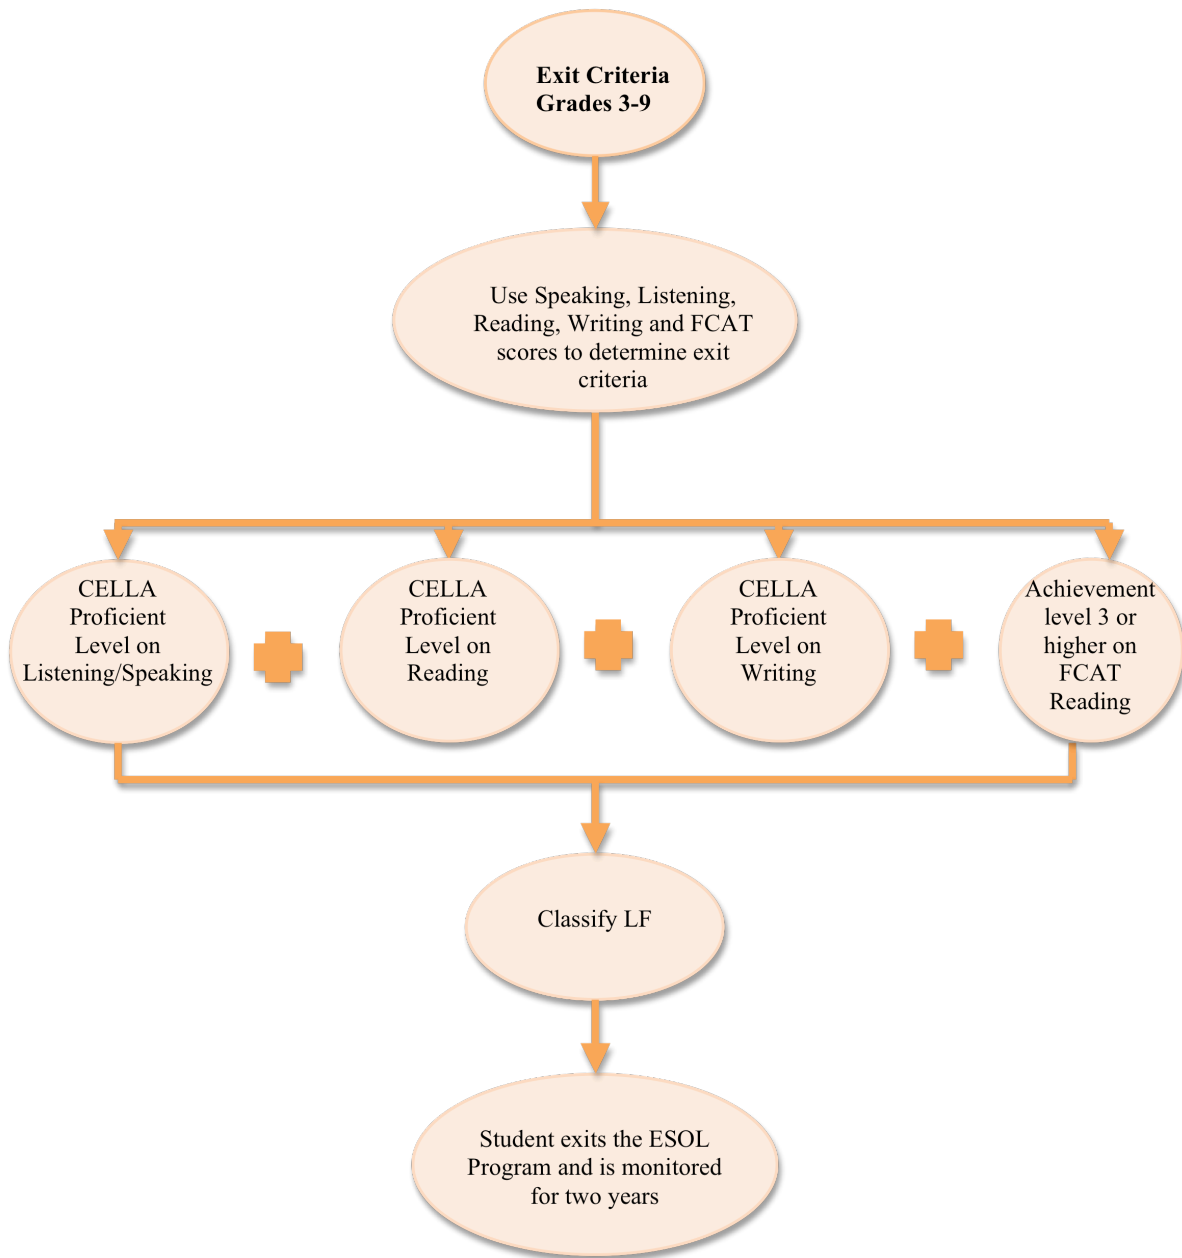 Exit Criteria
Grades 3-9
Use Speaking, Listening,
Reading, Writing and FCAT
scores to determine exit
criteria
CELLA
Proficient
Level on
Listening/Speaking
CELLA
Proficient
Level on
Reading
CELLA
Proficient
Level on
Writing
Achievement
level 3 or
higher on
FCAT
Reading
Classify LF
Student exits the ESOL
Program and is monitored
for two years